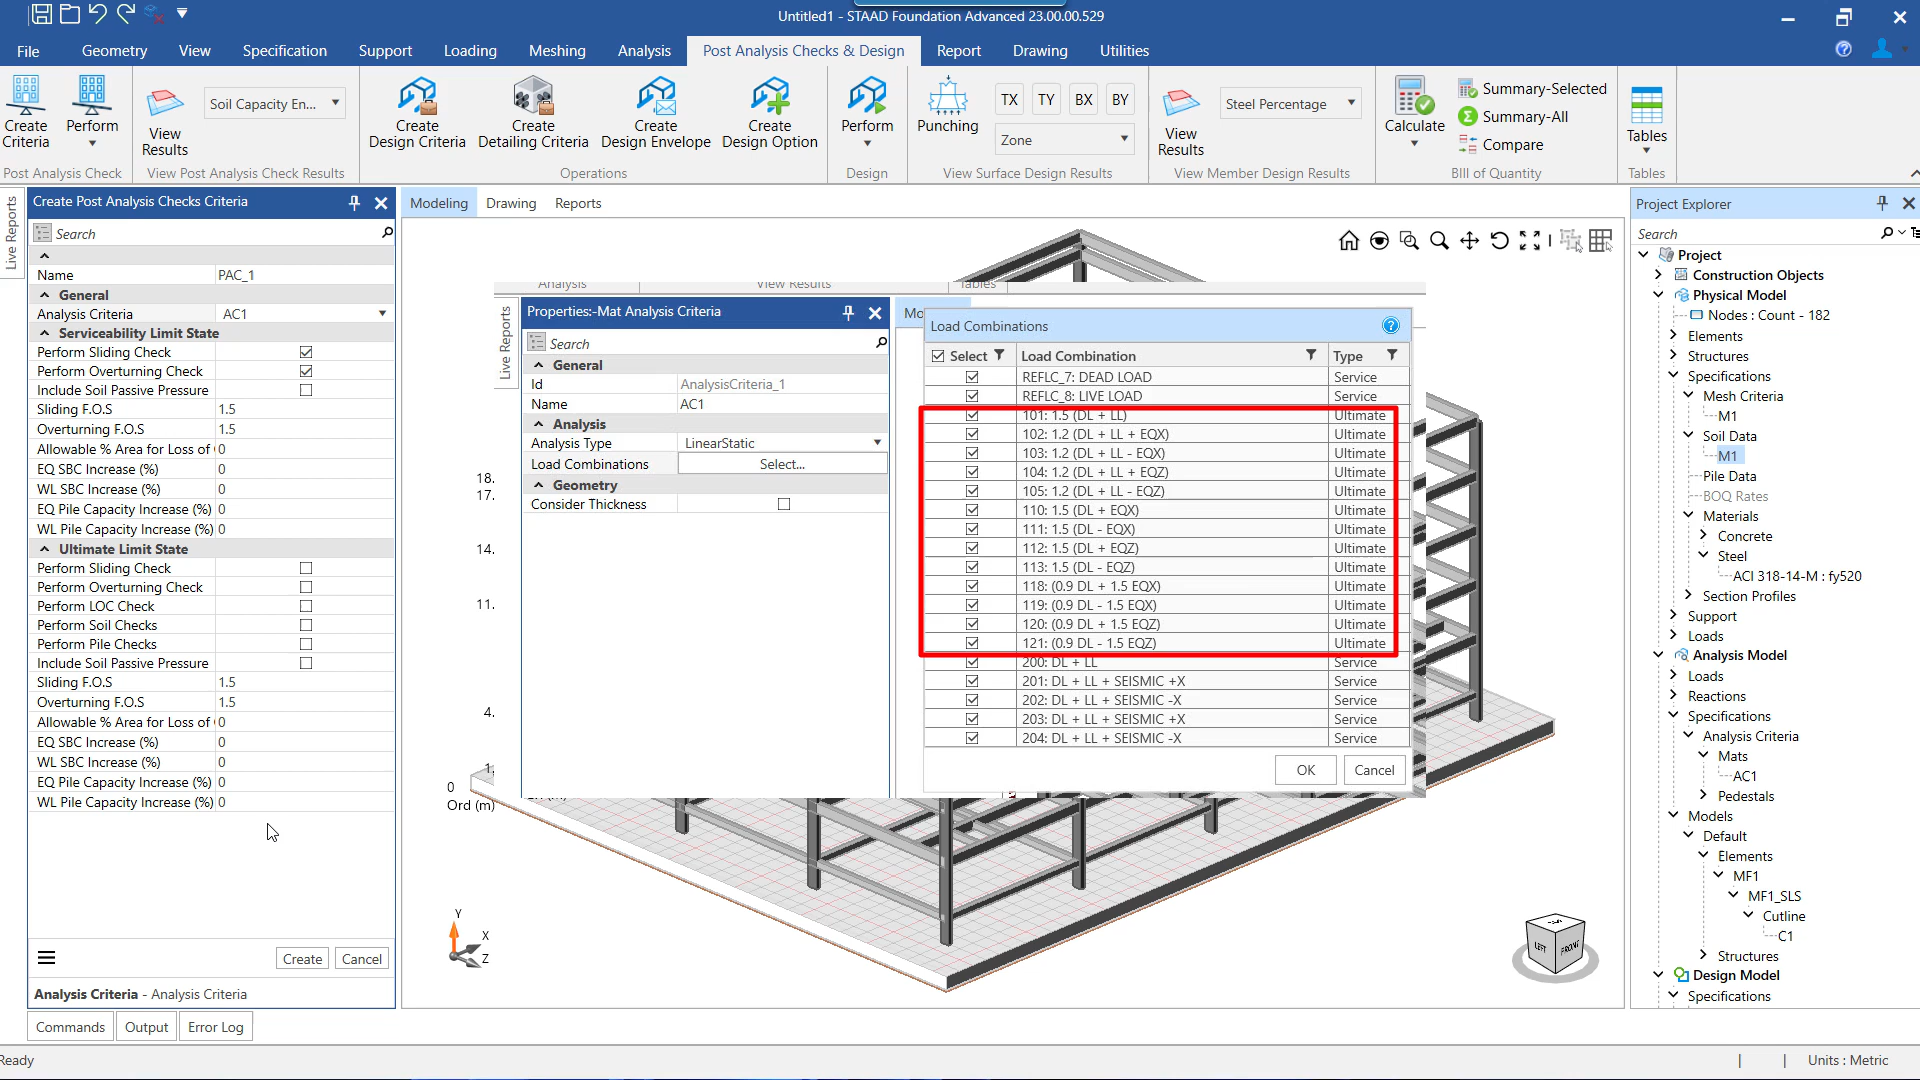 Untitled1 - STAAD Foundation Advanced 23.00.00.529
File Geometry View Specification Support Loading Meshing Analysis Post Analysis Checks & Design Report Drawing Utilities
Create Criteria
Perform
View Results
Soil Capacity En...
Create Design Criteria
Create Detailing Criteria
Create Design Envelope
Create Design Option
Perform
Punching
TX TY BX BY
Zone
View Results
Steel Percentage
Calculate
Summary-Selected
Summary-All
Compare
Tables
Post Analysis Check
View Post Analysis Check Results
Operations
Design
View Surface Design Results
View Member Design Results
BIll of Quantity
Tables
Live Reports
Create Post Analysis Checks Criteria
Search
Name PAC_1
General
Analysis Criteria AC1
Serviceability Limit State
Perform Sliding Check
Perform Overturning Check
Include Soil Passive Pressure
Sliding F.O.S 1.5
Overturning F.O.S 1.5
Allowable % Area for Loss of 0
EQ SBC Increase (%) 0
WL SBC Increase (%) 0
EQ Pile Capacity Increase (%) 0
WL Pile Capacity Increase (%) 0
Ultimate Limit State
Perform Sliding Check
Perform Overturning Check
Perform LOC Check
Perform Soil Checks
Perform Pile Checks
Include Soil Passive Pressure
Sliding F.O.S 1.5
Overturning F.O.S 1.5
Allowable % Area for Loss of 0
EQ SBC Increase (%) 0
WL SBC Increase (%) 0
EQ Pile Capacity Increase (%) 0
WL Pile Capacity Increase (%) 0
Create Cancel
Analysis Criteria - Analysis Criteria
Commands Output Error Log
Ready
Modeling Drawing Reports
Analysis View Results Tables
Live Reports
Properties:-Mat Analysis Criteria
Search
General
Id AnalysisCriteria_1
Name AC1
Analysis
Analysis Type LinearStatic
Load Combinations Select...
Geometry
Consider Thickness
18.
17.
14.
11.
4.
1.
0
Ord (m)
Mo
Load Combinations
Select Load Combination Type
REFLC_7: DEAD LOAD Service
REFLC_8: LIVE LOAD Service
101: 1.5 (DL + LL) Ultimate
102: 1.2 (DL + LL + EQX) Ultimate
103: 1.2 (DL + LL - EQX) Ultimate
104: 1.2 (DL + LL + EQZ) Ultimate
105: 1.2 (DL + LL - EQZ) Ultimate
110: 1.5 (DL + EQX) Ultimate
111: 1.5 (DL - EQX) Ultimate
112: 1.5 (DL + EQZ) Ultimate
113: 1.5 (DL - EQZ) Ultimate
118: (0.9 DL + 1.5 EQX) Ultimate
119: (0.9 DL - 1.5 EQX) Ultimate
120: (0.9 DL + 1.5 EQZ) Ultimate
121: (0.9 DL - 1.5 EQZ) Ultimate
200: DL + LL Service
201: DL + LL + SEISMIC +X Service
202: DL + LL + SEISMIC -X Service
203: DL + LL + SEISMIC +X Service
204: DL + LL + SEISMIC -X Service
OK Cancel
Y
X
Z
LEFT FRONT
Project Explorer
Search
Project
Construction Objects
Physical Model
Nodes : Count - 182
Elements
Structures
Specifications
Mesh Criteria
M1
Soil Data
M1
Pile Data
BOQ Rates
Materials
Concrete
Steel
ACI 318-14-M : fy520
Section Profiles
Support
Loads
Analysis Model
Loads
Reactions
Specifications
Analysis Criteria
Mats
AC1
Pedestals
Models
Default
Elements
MF1
MF1_SLS
Cutline
C1
Structures
Design Model
Specifications
Units : Metric